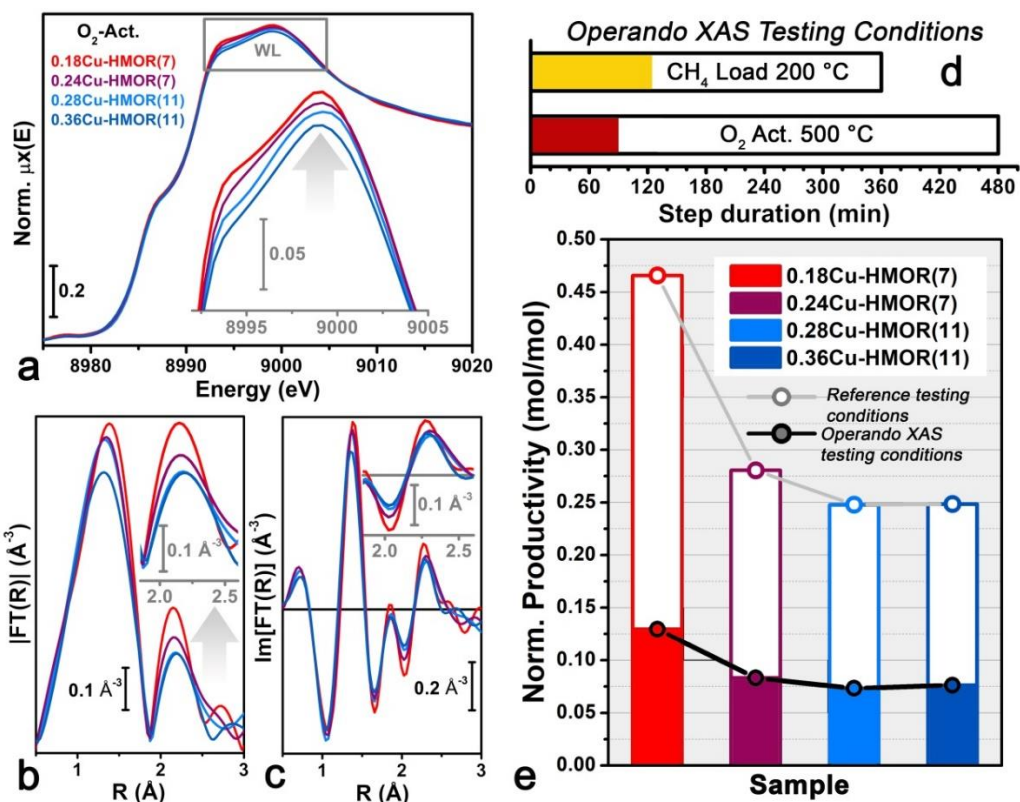 O₂-Act.
0.18Cu-HMOR(7)
0.24Cu-HMOR(7)
0.28Cu-HMOR(11)
0.36Cu-HMOR(11)
WL
0.05
8995 9000 9005
0.2
Norm. μx(E)
a
8980 8990 9000 9010 9020
Energy (eV)
|FT(R)| (Å⁻³)
0.1 Å⁻³
2.0 2.5
0.1 Å⁻³
b
1 2 3
R (Å)
Im[FT(R)] (Å⁻³)
0.1 Å⁻³
2.0 2.5
0.2 Å⁻³
c
1 2 3
R (Å)
Operando XAS Testing Conditions
CH₄ Load 200 °C
d
O₂ Act. 500 °C
0 60 120 180 240 300 360 420 480
Step duration (min)
Norm. Productivity (mol/mol)
0.50
0.45
0.40
0.35
0.30
0.25
0.20
0.15
0.10
0.05
0.00
0.18Cu-HMOR(7)
0.24Cu-HMOR(7)
0.28Cu-HMOR(11)
0.36Cu-HMOR(11)
Reference testing
conditions
Operando XAS
testing conditions
e
Sample